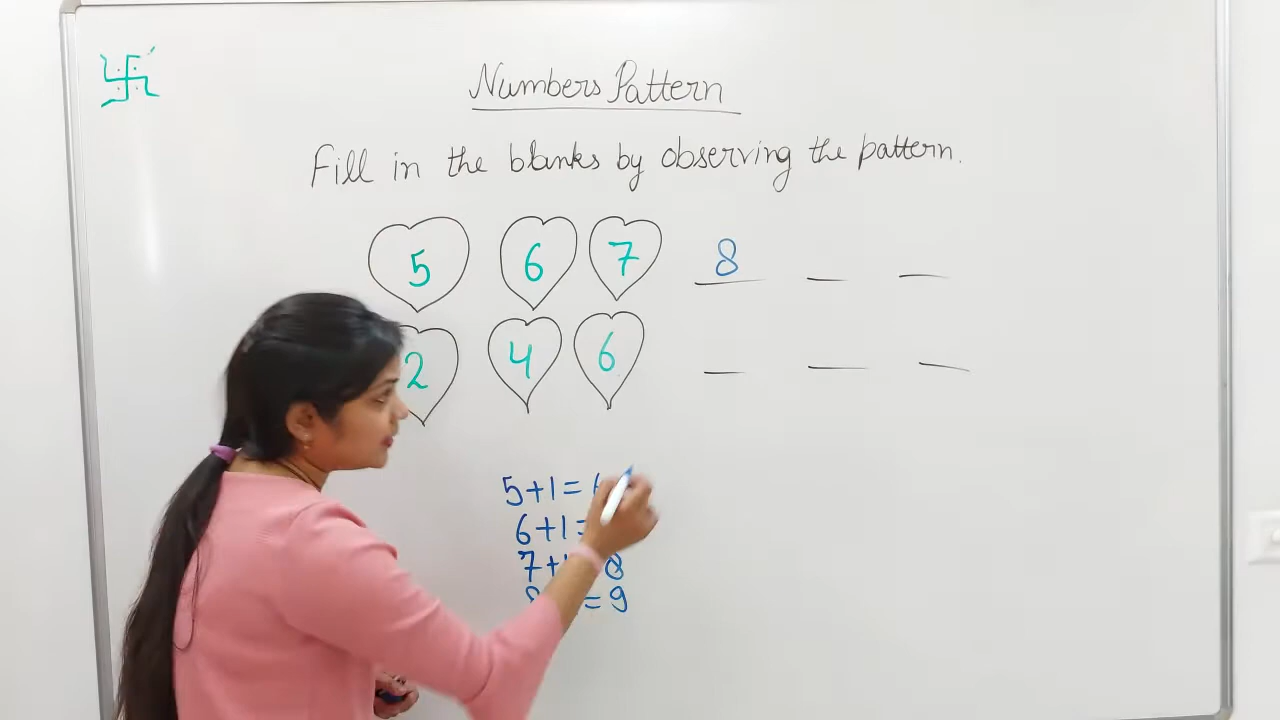 Numbers Pattern
Fill in the blanks by observing the pattern.
5 6 7 8 _ _
2 4 6 _ _ _
5+1=
6+1=
7+ 8
=9